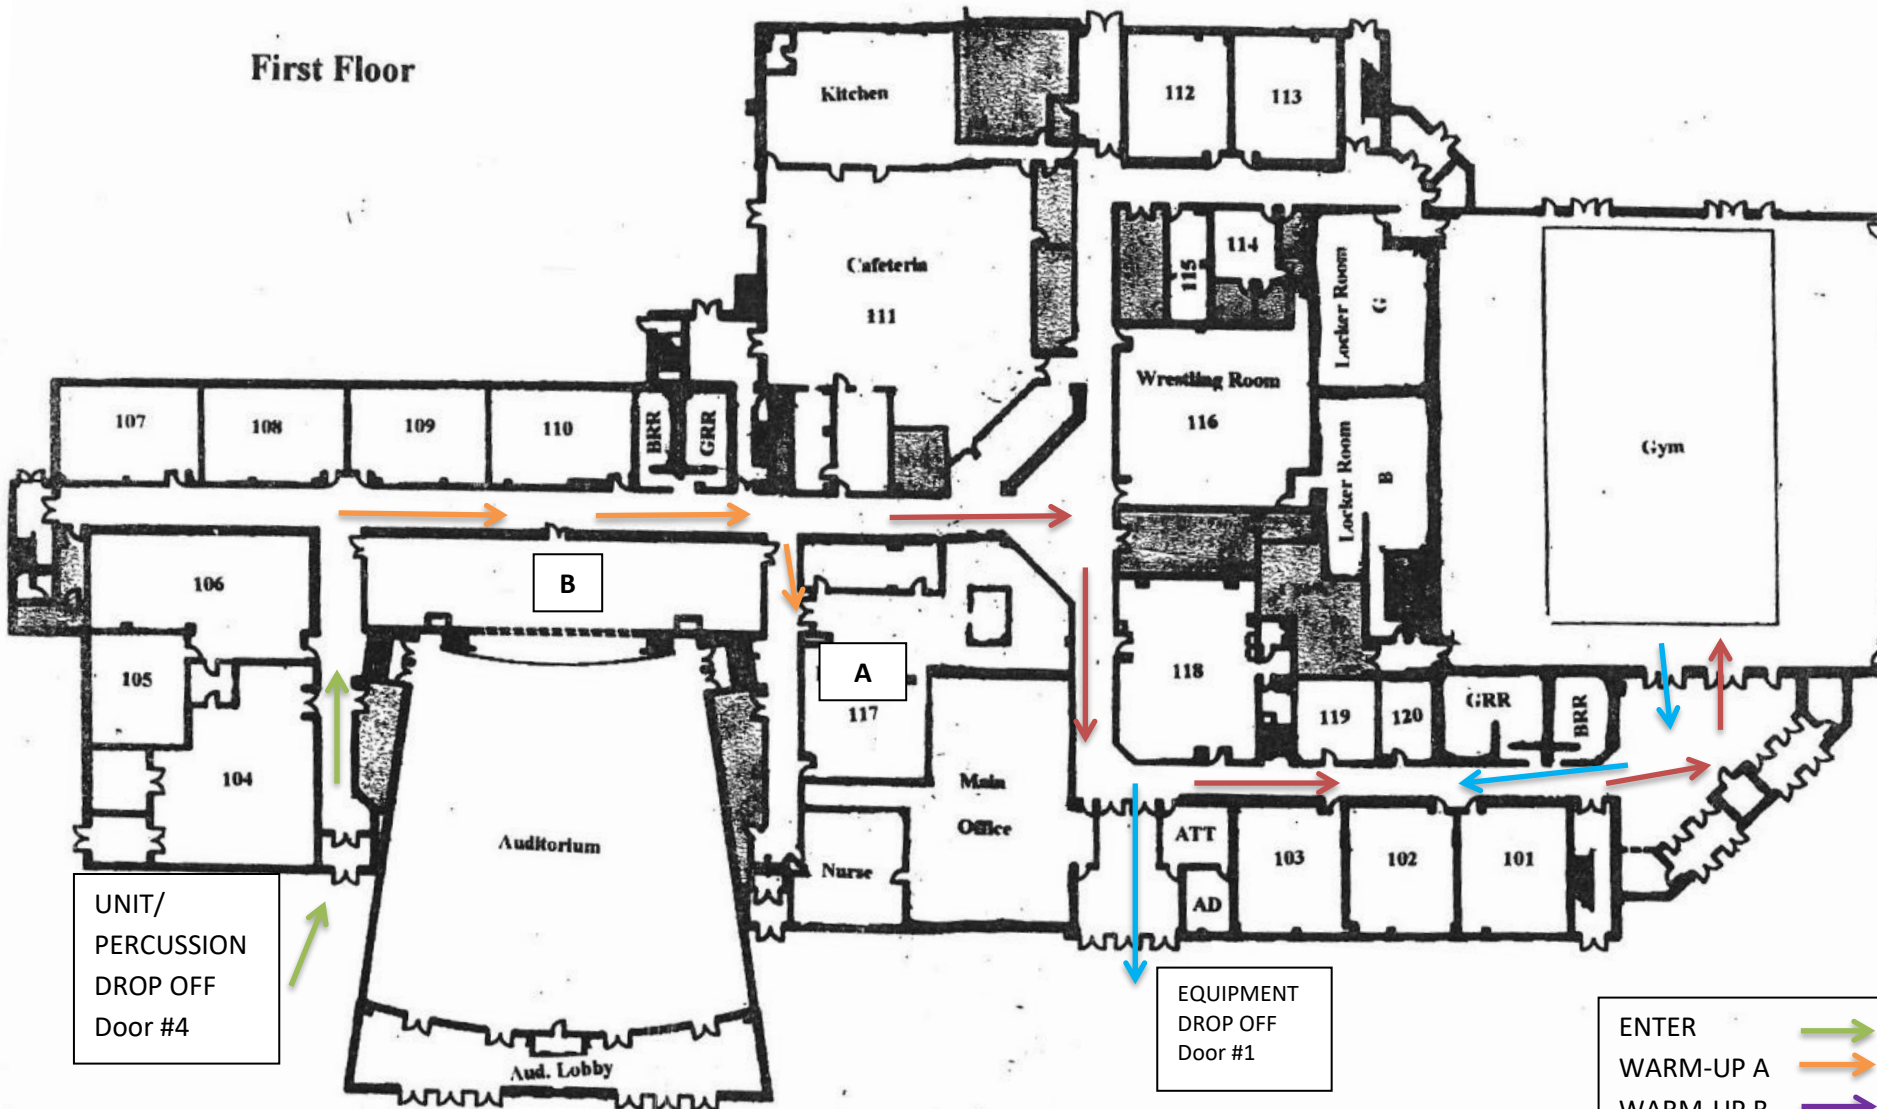 First Floor
Kitchen
112
113
Cafeteria
111
115
114
Locker Room
G
Wrestling Room
116
Locker Room
B
Gym
107
108
109
110
BRR
GRR
106
B
105
104
A
117
118
119
120
GRR
BRR
Main
Office
Auditorium
Nurse
ATT
AD
103
102
101
Aud. Lobby
UNIT/
PERCUSSION
DROP OFF
Door #4
EQUIPMENT
DROP OFF
Door #1
ENTER
WARM-UP A
WARM-UP B